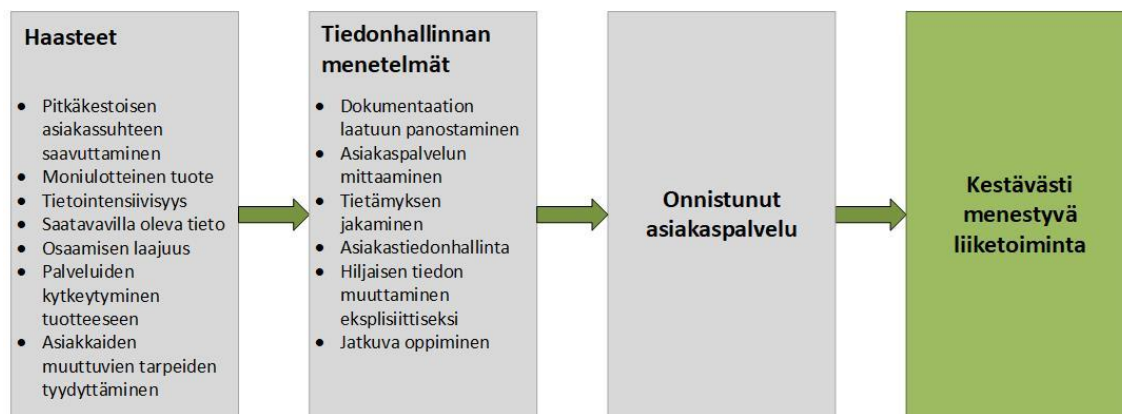 Haasteet
• Pitkäkestoisen
asiakassuhteen
saavuttaminen
• Moniulotteinen tuote
• Tietointensiivisyys
• Saatavavilla oleva tieto
• Osaamisen laajuus
• Palveluiden
kytkeytyminen
tuotteeseen
• Asiakkaiden
muuttuvien tarpeiden
tyydyttäminen
Tiedonhallinnan
menetelmät
• Dokumentaation
laatuun panostaminen
• Asiakaspalvelun
mittaaminen
• Tietämyksen
jakaminen
• Asiakastiedonhallinta
• Hiljaisen tiedon
muuttaminen
eksplisiittiseksi
• Jatkuva oppiminen
Onnistunut
asiakaspalvelu
Kestävästi
menestyvä
liiketoiminta